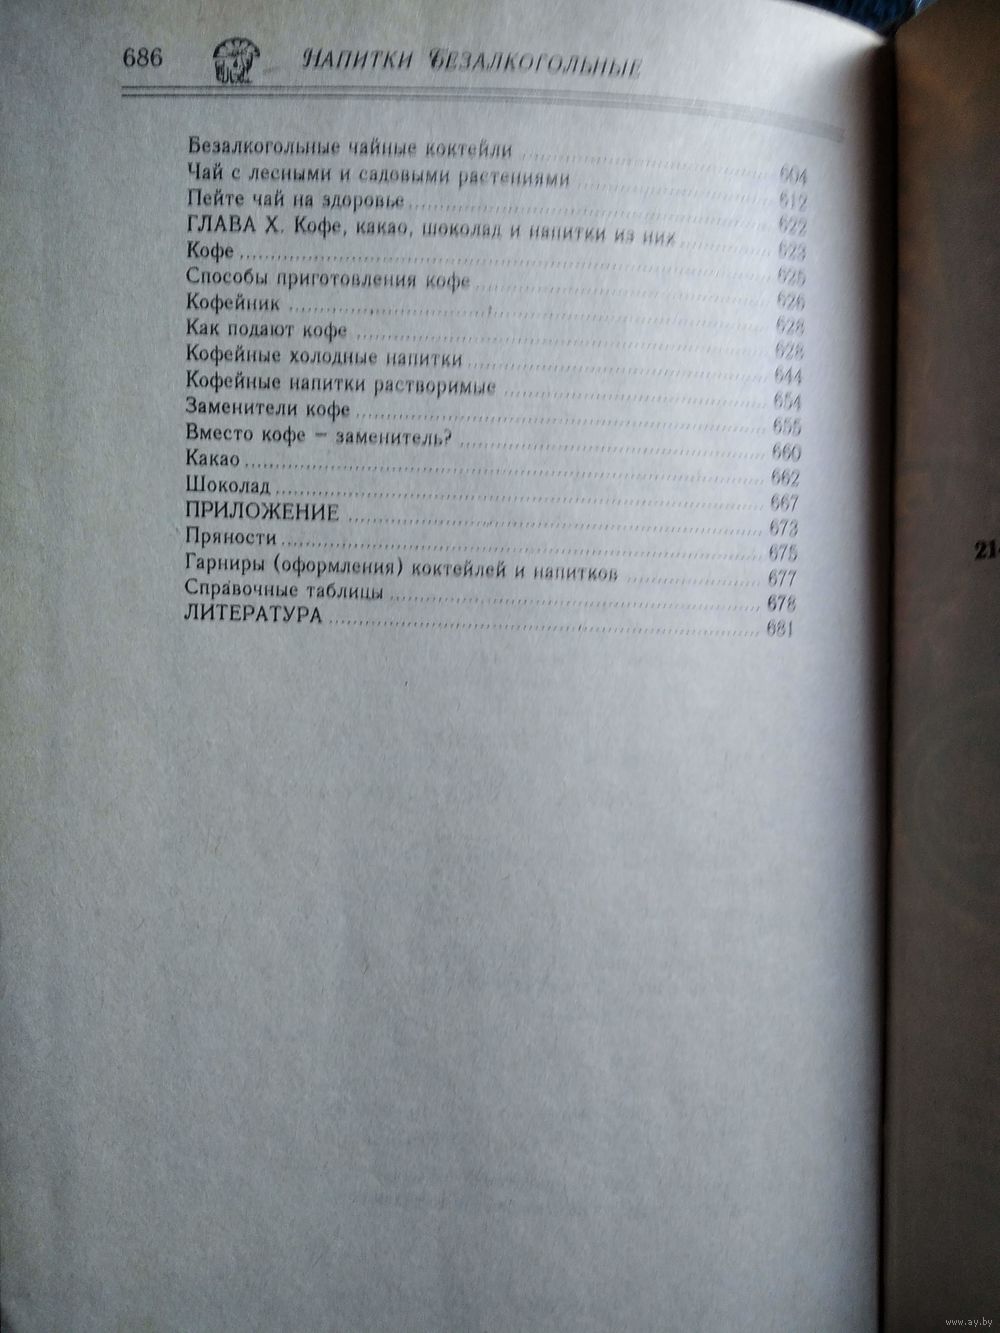 686 Напитки Безалкогольные
Безалкогольные чайные коктейли 604
Чай с лесными и садовыми растениями 612
Пейте чай на здоровье 622
ГЛАВА X. Кофе, какао, шоколад и напитки из них 623
Кофе 625
Способы приготовления кофе 626
Кофейник 628
Как подают кофе 628
Кофейные холодные напитки 644
Кофейные напитки растворимые 654
Заменители кофе 655
Вместо кофе – заменитель? 660
Какао 662
Шоколад 667
ПРИЛОЖЕНИЕ 673
Пряности 675
Гарниры (оформления) коктейлей и напитков 677
Справочные таблицы 678
ЛИТЕРАТУРА 681
www.ay.by